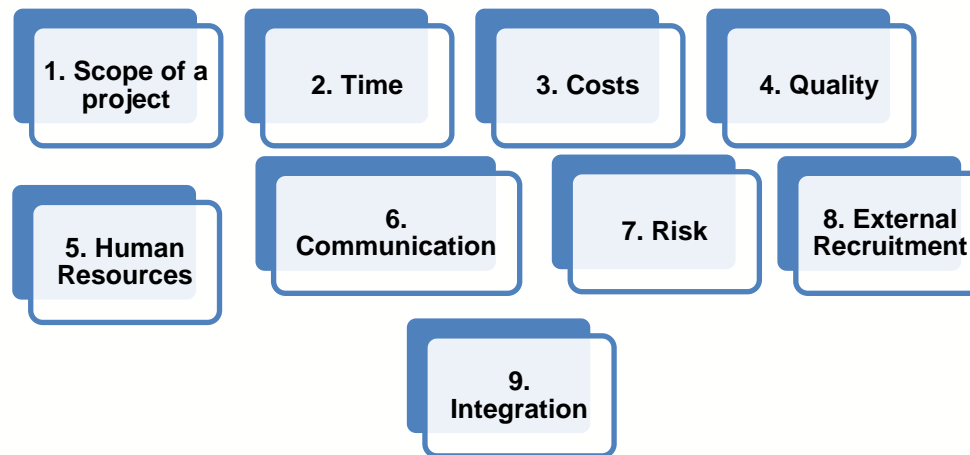 1. Scope of a
project
2. Time
3. Costs
4. Quality
5. Human
Resources
6.
Communication
7. Risk
8. External
Recruitment
9.
Integration